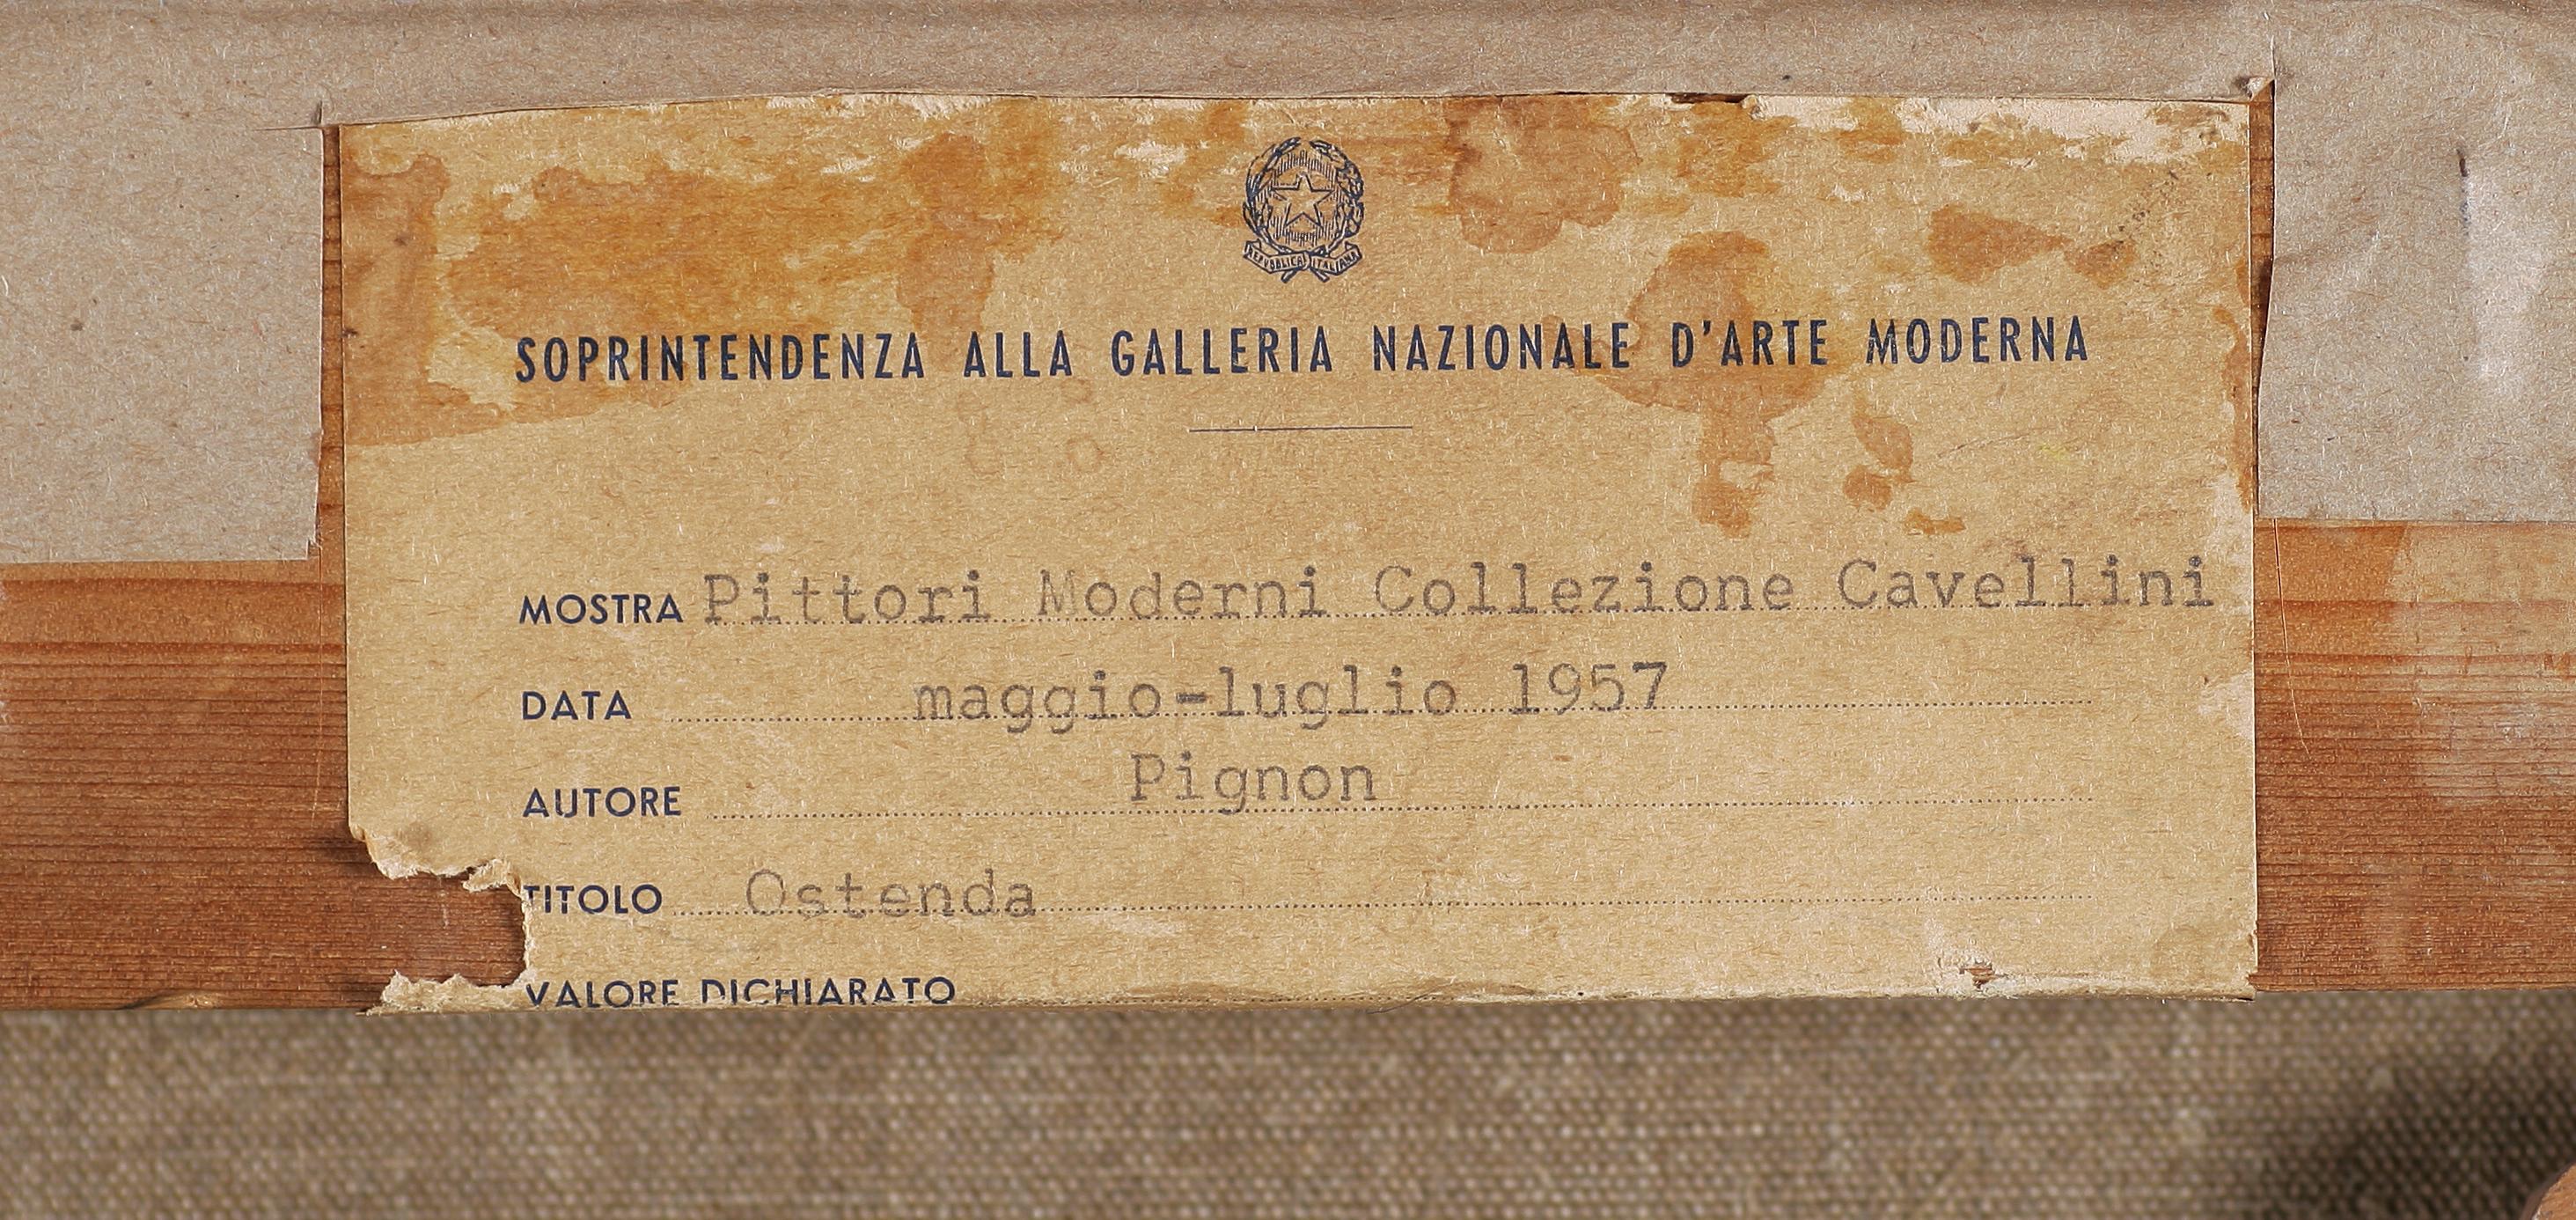 REPUBBLICA ITALIANA
SOPRINTENDENZA ALLA GALLERIA NAZIONALE D'ARTE MODERNA
MOSTRA Pittori Moderni Collezione Cavellini
DATA maggio-luglio 1957
AUTORE Pignon
TITOLO Ostenda
VALORE DICHIARATO